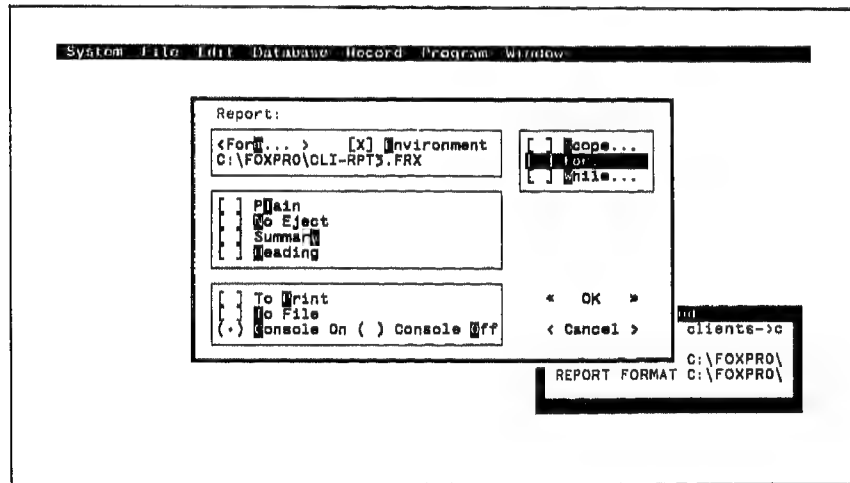 System File Edit Database Record Program Window
Report:
<Form... > [X] Environment
C:\FOXPRO\CLI-RPT3.FRX
[ ] Scope...
[ ] For...
[ ] While...
[ ] Plain
[ ] No Eject
[ ] Summary
[ ] Heading
[ ] To Print
[ ] To File
(·) Console On ( ) Console Off
« OK »
< Cancel >
clients->c
C:\FOXPRO\
REPORT FORMAT C:\FOXPRO\